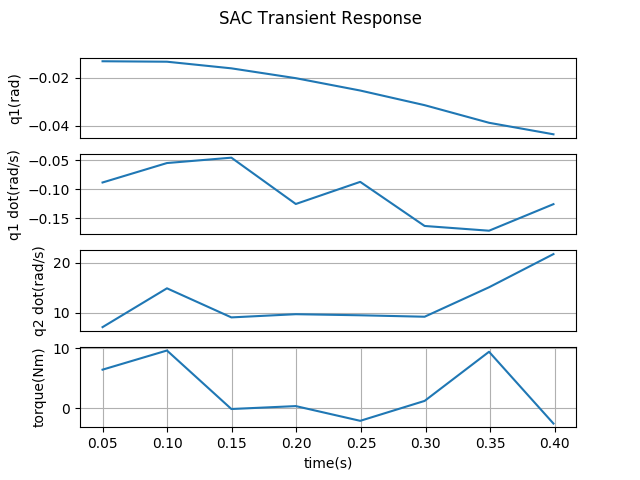 SAC Transient Response
−0.02
−0.04
q1(rad)
−0.05
−0.10
−0.15
q1 dot(rad/s)
20
10
q2 dot(rad/s)
10
0
torque(Nm)
0.05 0.10 0.15 0.20 0.25 0.30 0.35 0.40
time(s)